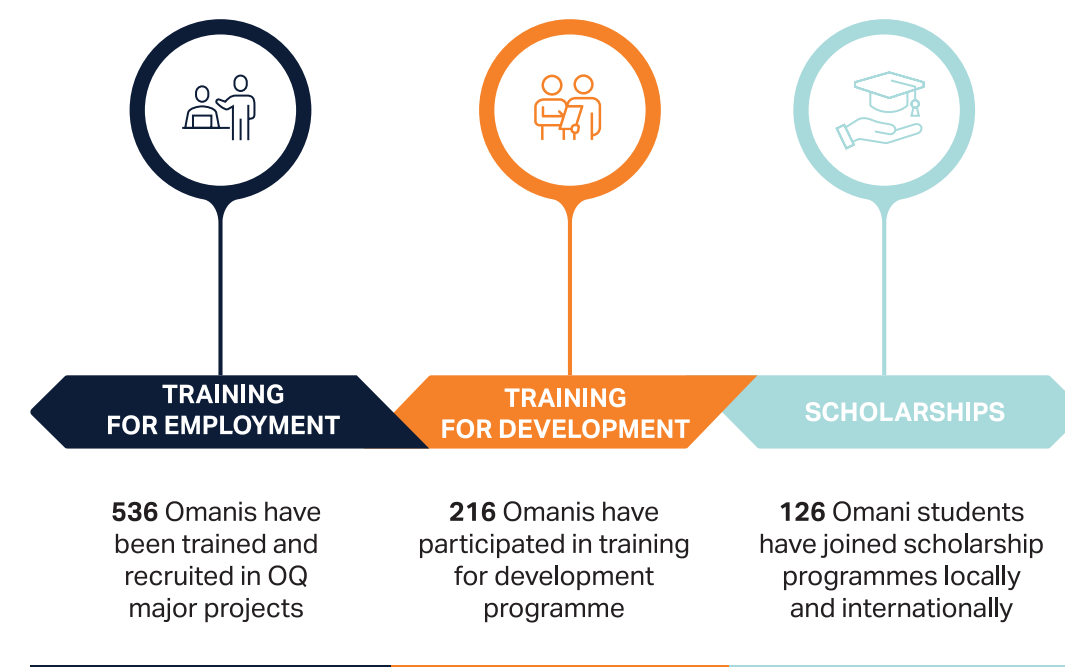 TRAINING
FOR EMPLOYMENT
TRAINING
FOR DEVELOPMENT
SCHOLARSHIPS
536 Omanis have
been trained and
recruited in OQ
major projects
216 Omanis have
participated in training
for development
programme
126 Omani students
have joined scholarship
programmes locally
and internationally